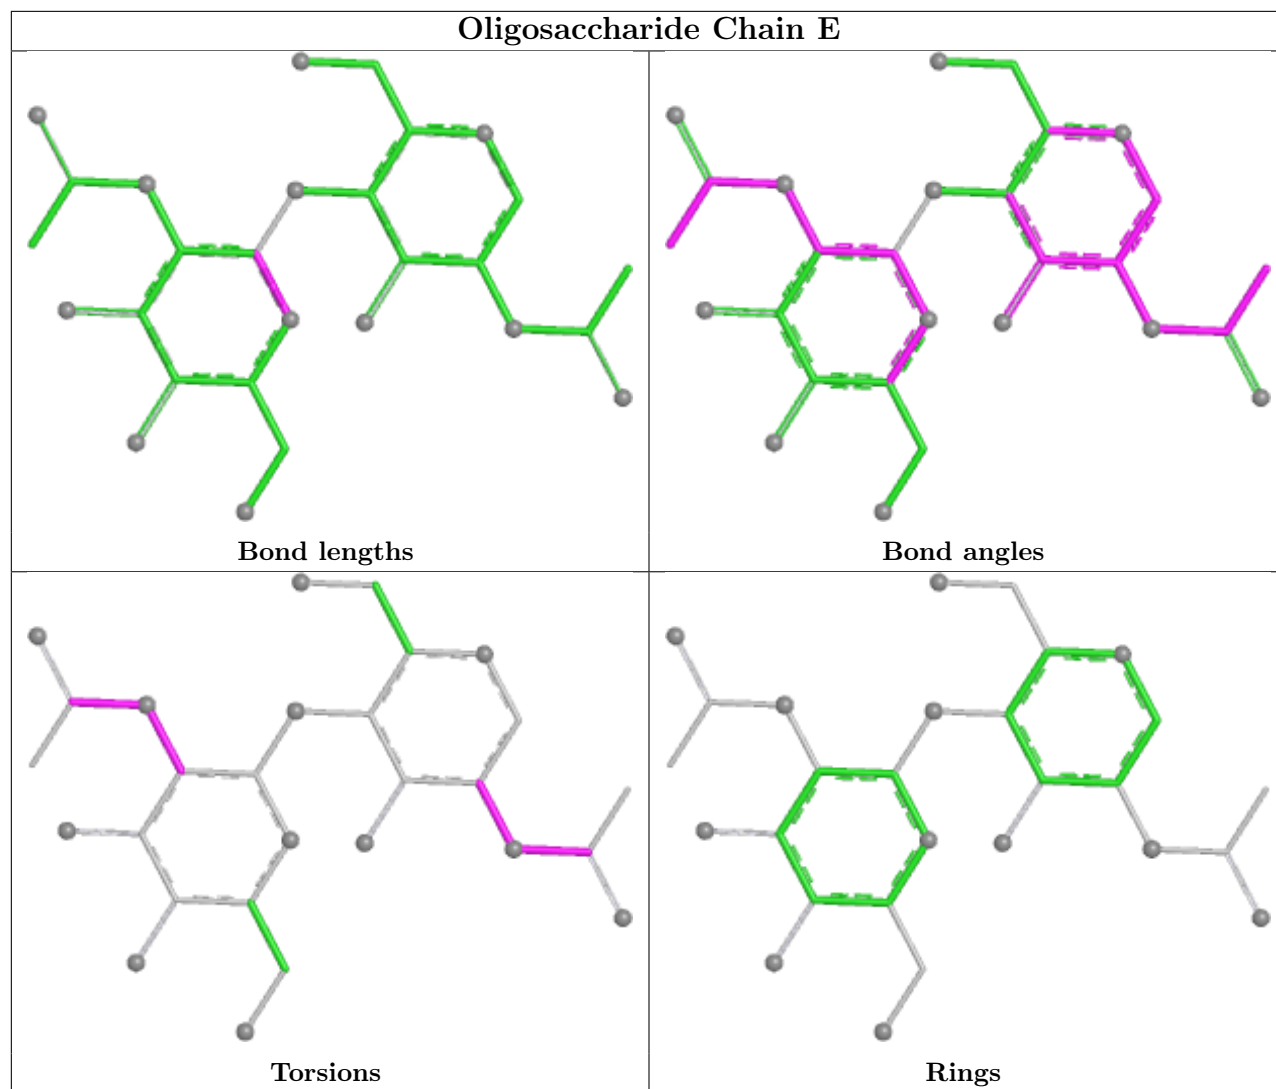 Oligosaccharide Chain E
Bond lengths
Bond angles
Torsions
Rings